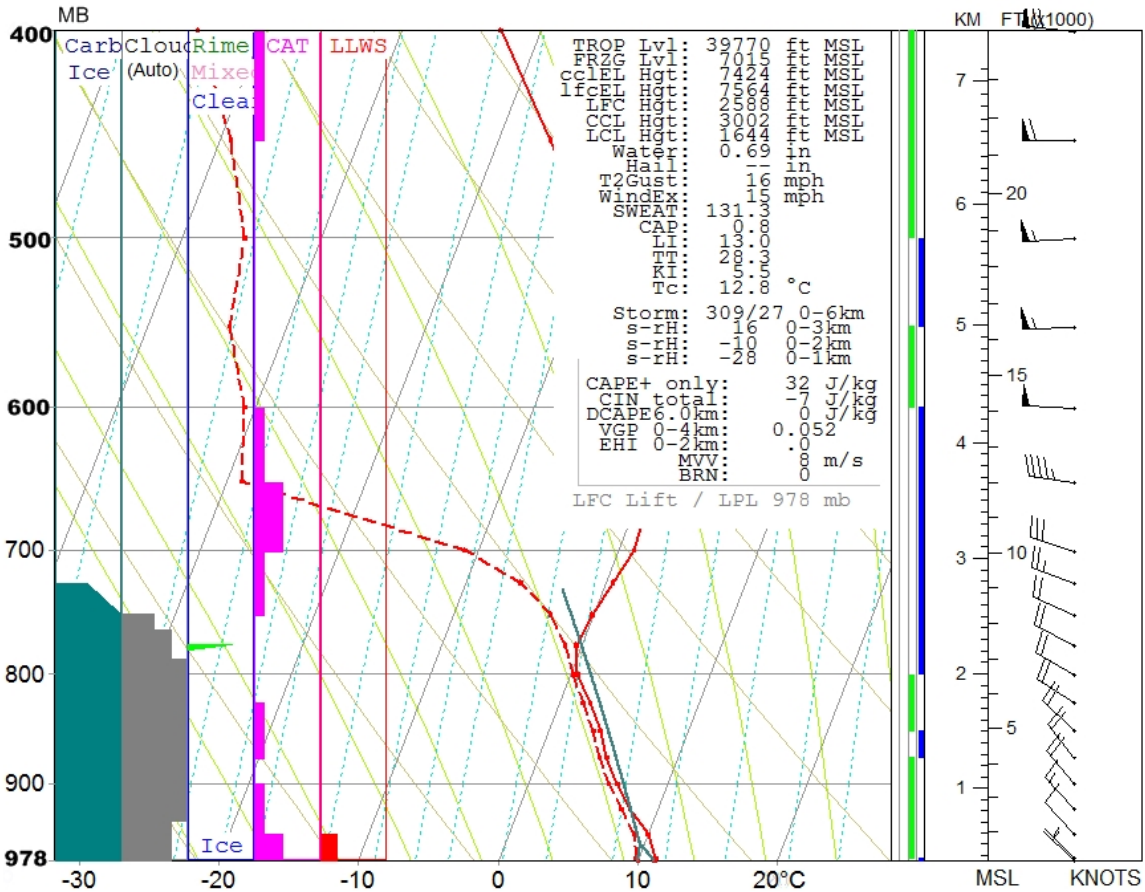 MB
KM FT (x1000)
400
Carb
Ice
Cloud
(Auto)
Rime
Mixed
Clear
CAT
LLWS
TROP Lvl: 39770 ft MSL
FRZG Lvl: 7015 ft MSL
cclEL Hgt: 7424 ft MSL
lfcEL Hgt: 7564 ft MSL
LFC Hgt: 2588 ft MSL
CCL Hgt: 3002 ft MSL
LCL Hgt: 1644 ft MSL
Water: 0.69 in
Hail: -- in
T2Gust: 16 mph
WindEx: 15 mph
SWEAT: 131.3
CAP: 0.8
LI: 13.0
TT: 28.3
KI: 5.5
Tc: 12.8 °C
Storm: 309/27 0-6km
s-rH: 16 0-3km
s-rH: -10 0-2km
s-rH: -28 0-1km
CAPE+ only: 32 J/kg
CIN total: -7 J/kg
DCAPE6.0km: 0 J/kg
VGP 0-4km: 0.052
EHI 0-2km: .0
MVV: 8 m/s
BRN: 0
LFC Lift / LPL 978 mb
500
600
700
800
900
978
Ice
7
6
5
4
3
2
1
20
15
10
5
-30 -20 -10 0 10 20°C
MSL KNOTS